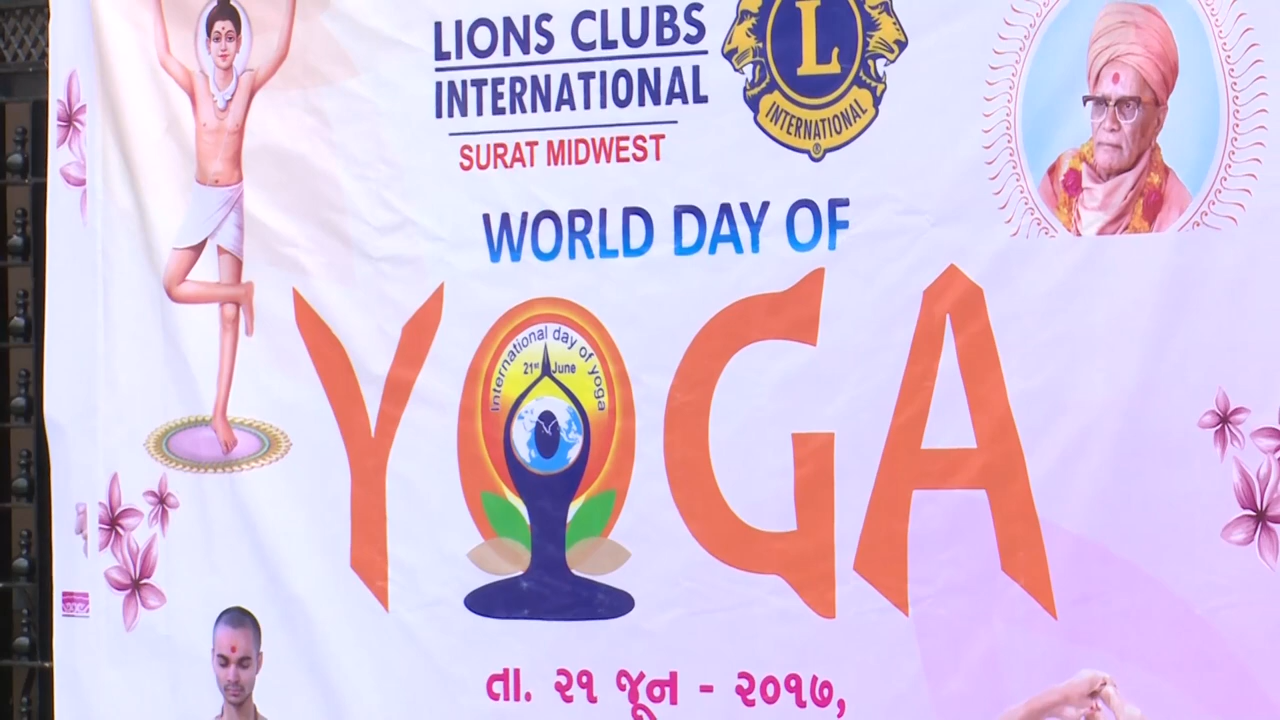 LIONS CLUBS
INTERNATIONAL
SURAT MIDWEST
L
INTERNATIONAL
®
WORLD DAY OF
YOGA
International day of yoga
21st June
તા. ૨૧ જૂન - ૨૦૧૭,